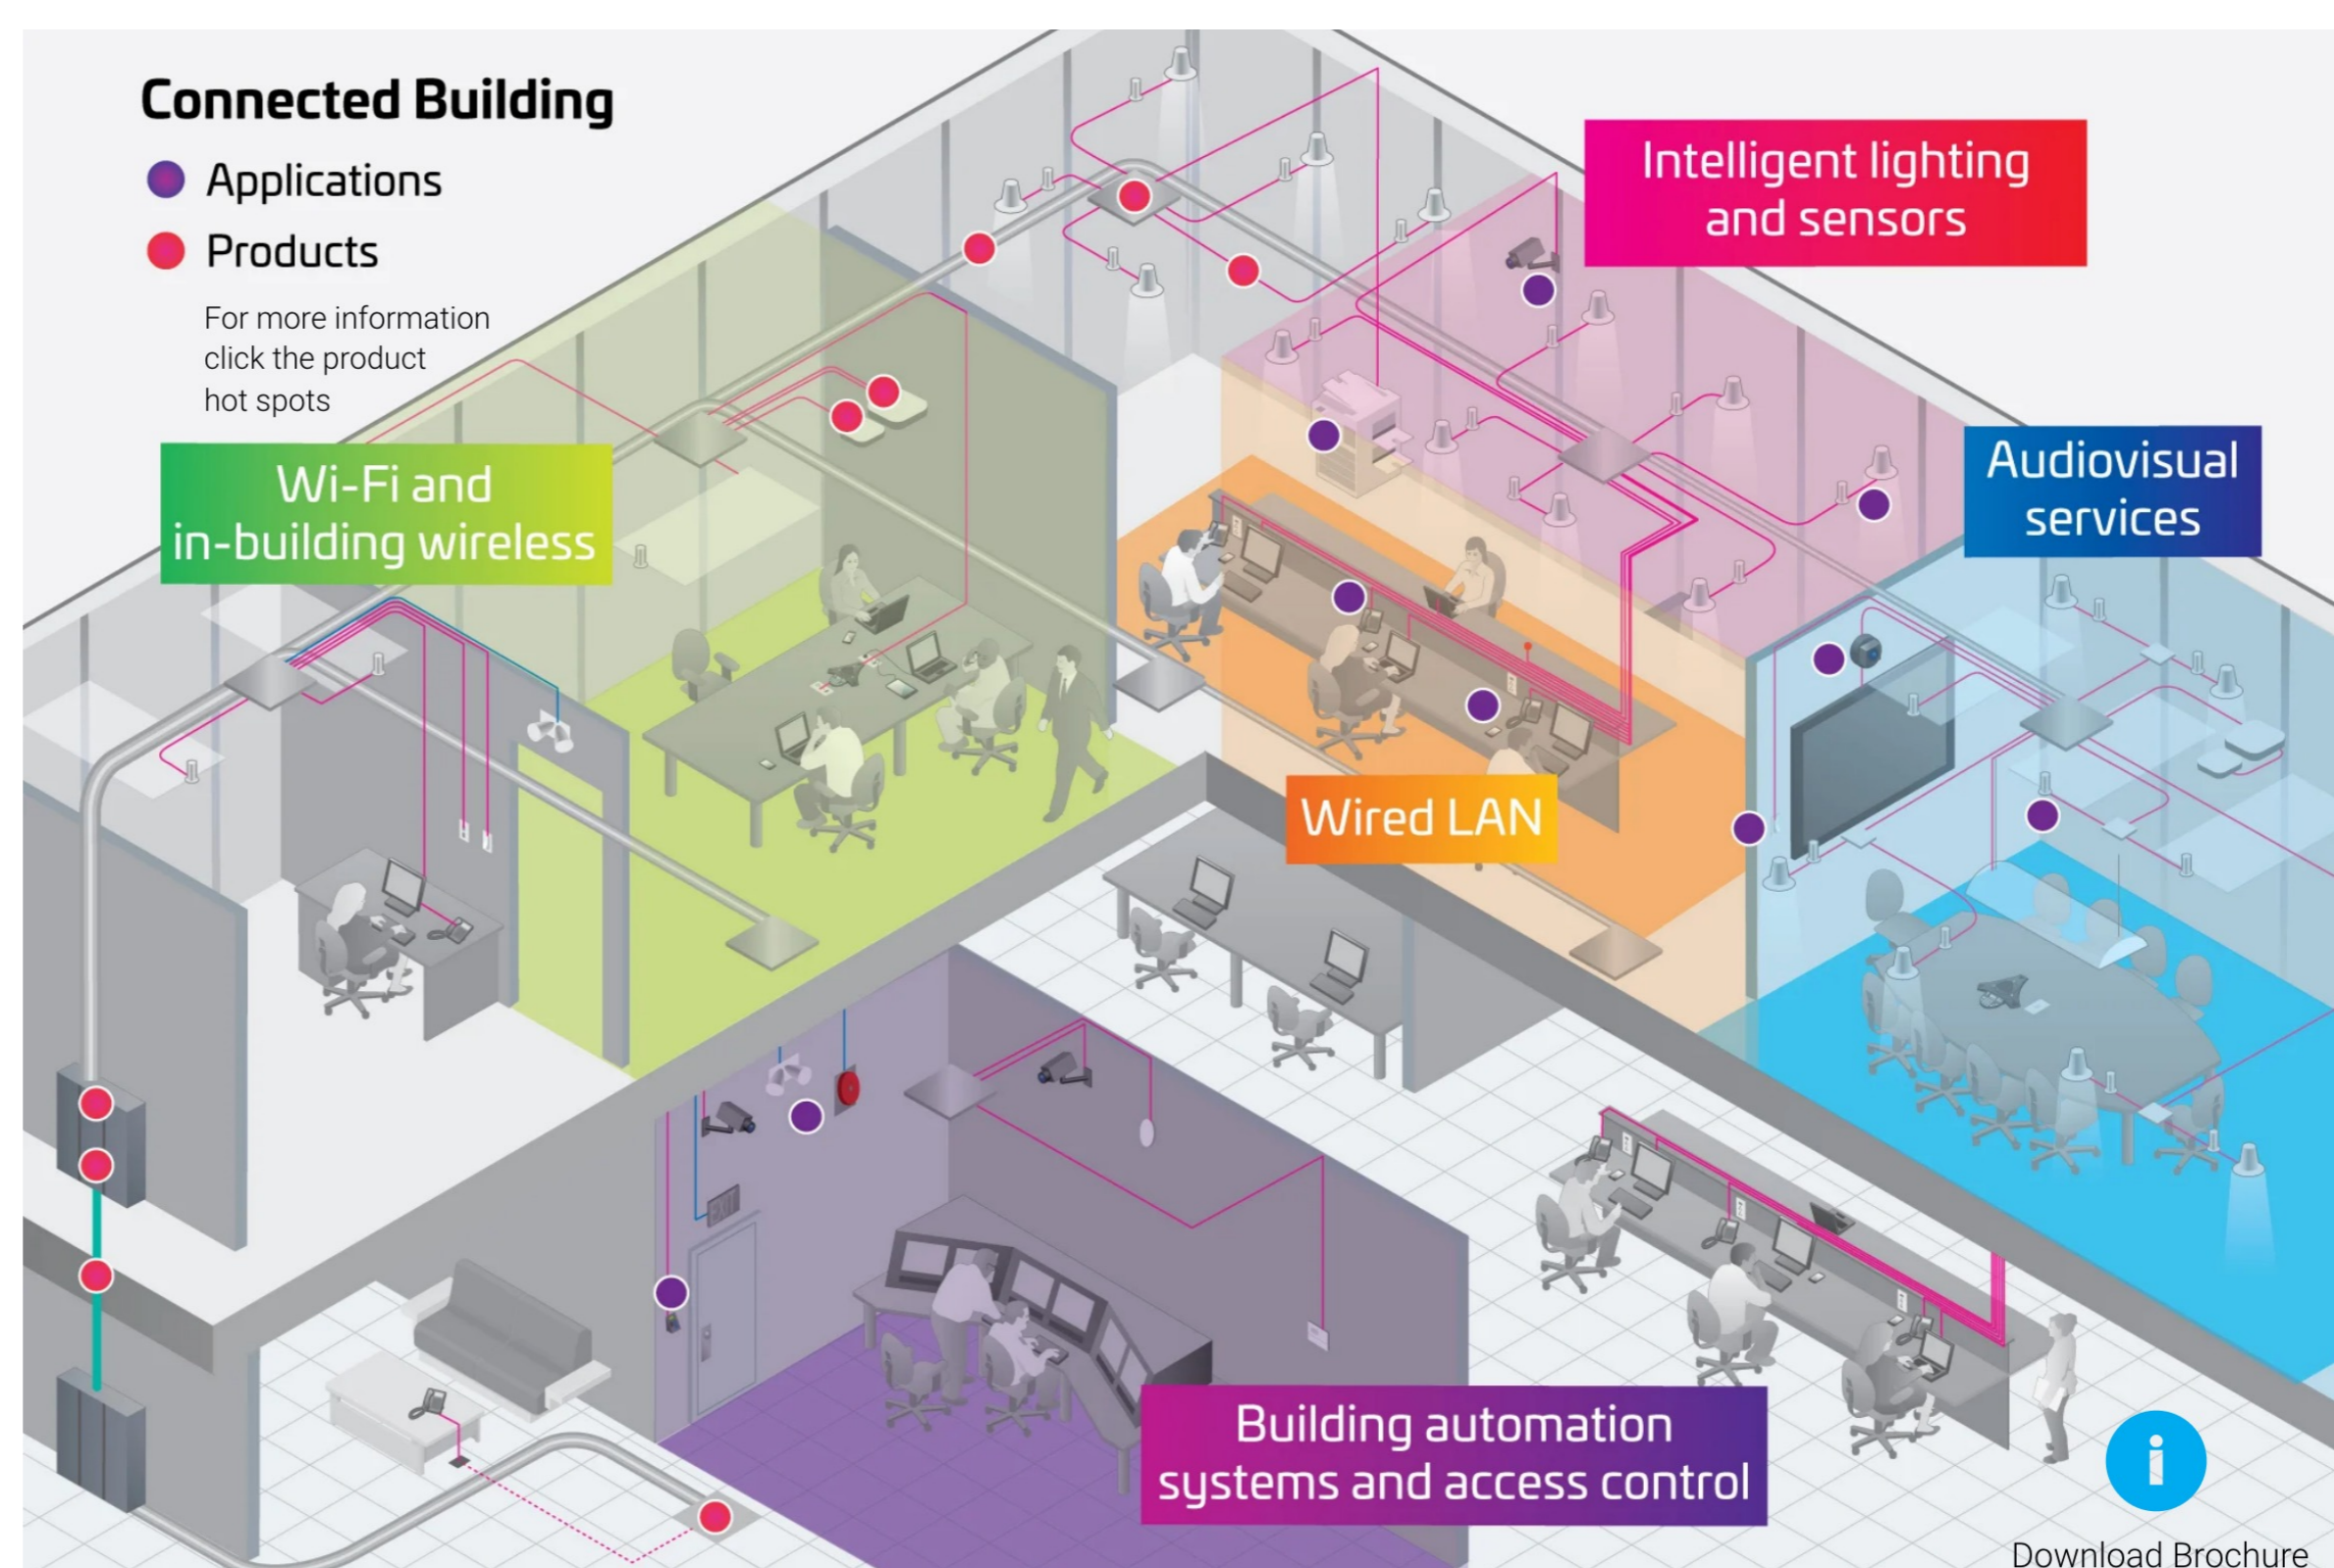 Connected Building
Applications
Products
For more information
click the product
hot spots
Intelligent lighting
and sensors
Wi-Fi and
in-building wireless
Audiovisual
services
Wired LAN
EXIT
Building automation
systems and access control
i
Download Brochure